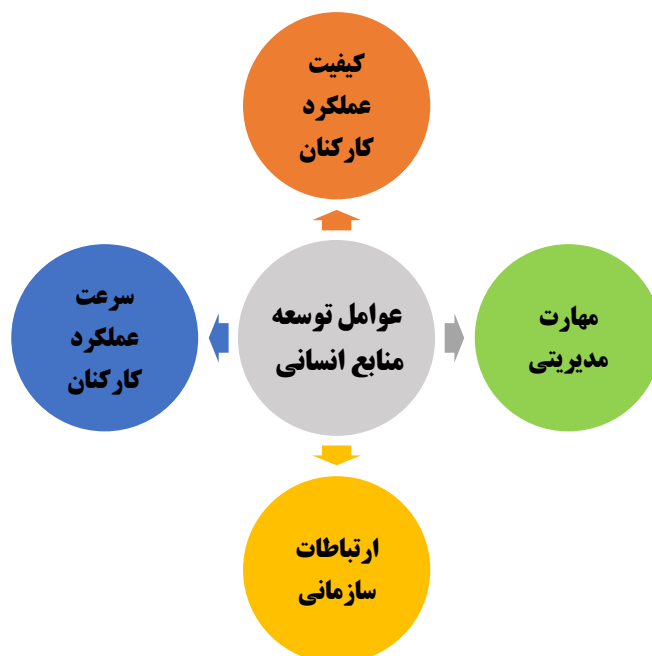 کیفیت
عملکرد
کارکنان
عوامل توسعه
منابع انسانی
مهارت
مدیریتی
سرعت
عملکرد
کارکنان
ارتباطات
سازمانی